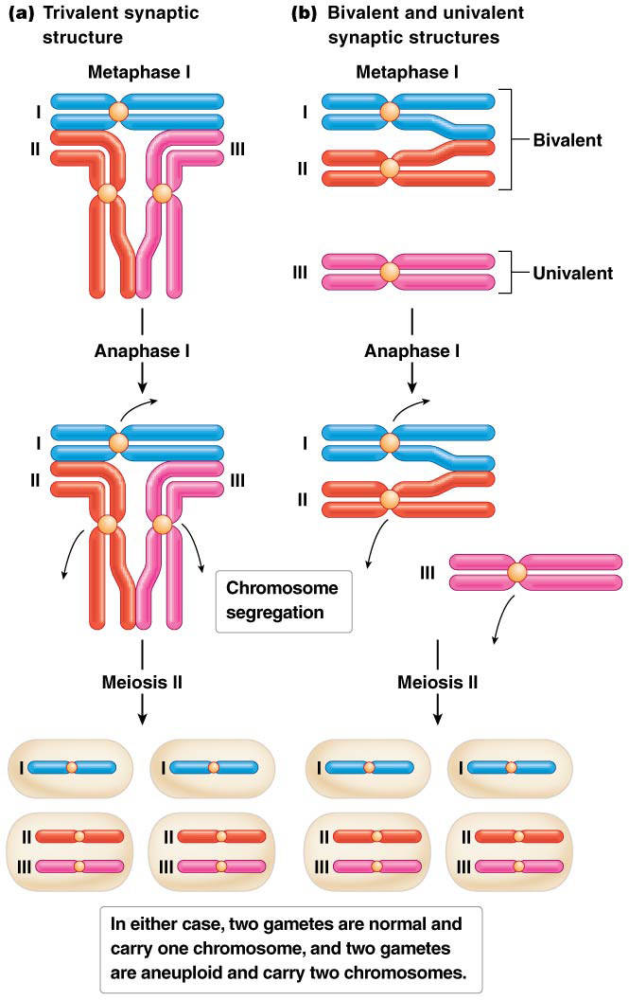 (a) Trivalent synaptic
structure
Metaphase I
I
II
III
Anaphase I
I
II
III
(b) Bivalent and univalent
synaptic structures
Metaphase I
I
II
Bivalent
III
Univalent
Anaphase I
I
II
III
Chromosome
segregation
Meiosis II
Meiosis II
I
I
I
I
II
II
II
II
III
III
III
III
In either case, two gametes are normal and
carry one chromosome, and two gametes
are aneuploid and carry two chromosomes.